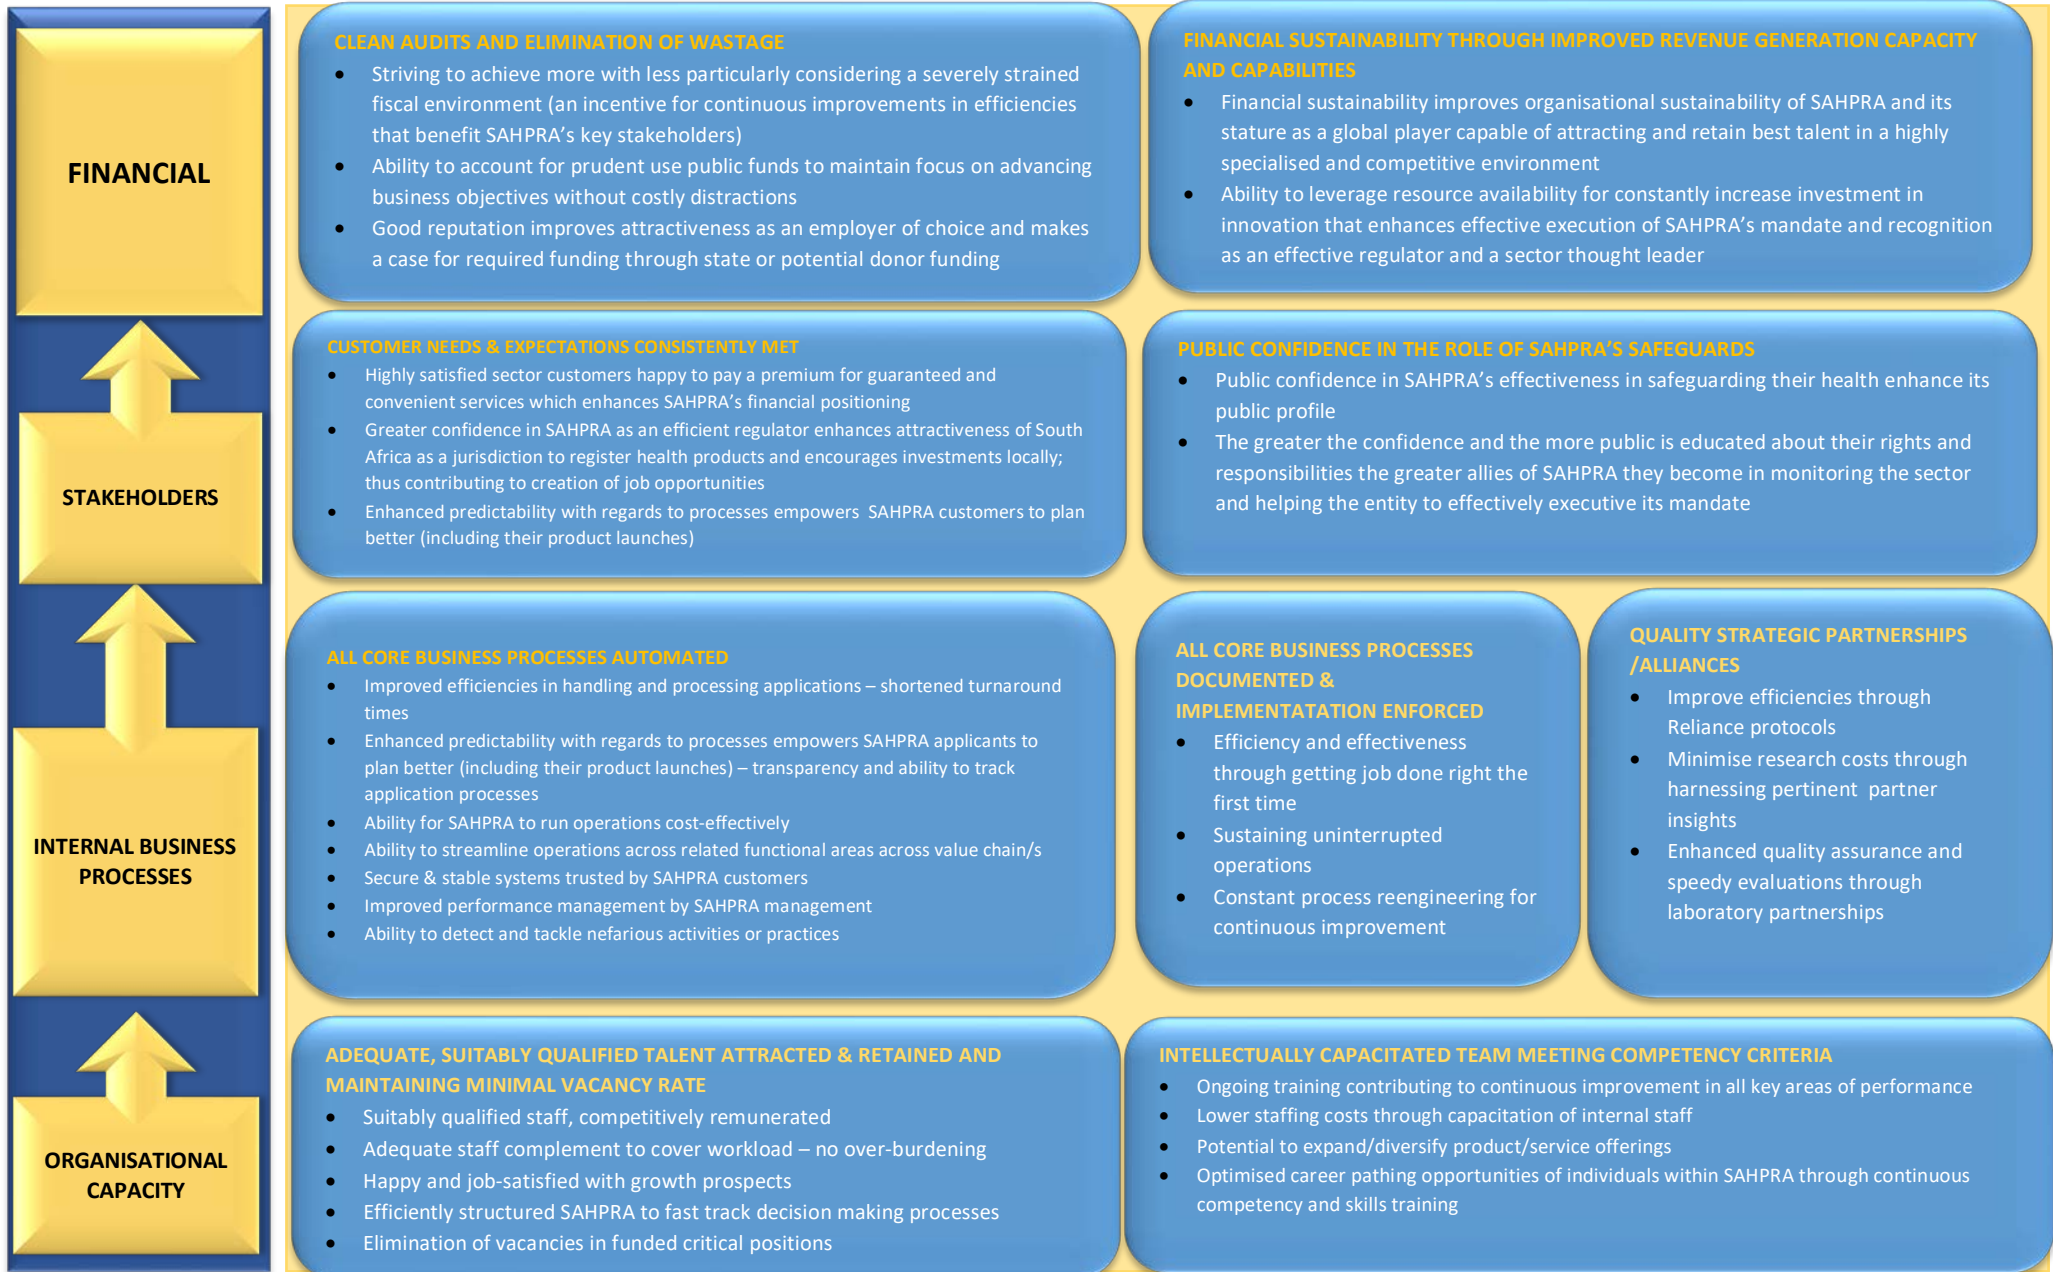 FINANCIAL
CLEAN AUDITS AND ELIMINATION OF WASTAGE
• Striving to achieve more with less particularly considering a severely strained
fiscal environment (an incentive for continuous improvements in efficiencies
that benefit SAHPRA’s key stakeholders)
• Ability to account for prudent use public funds to maintain focus on advancing
business objectives without costly distractions
• Good reputation improves attractiveness as an employer of choice and makes
a case for required funding through state or potential donor funding
FINANCIAL SUSTAINABILITY THROUGH IMPROVED REVENUE GENERATION CAPACITY
AND CAPABILITIES
• Financial sustainability improves organisational sustainability of SAHPRA and its
stature as a global player capable of attracting and retain best talent in a highly
specialised and competitive environment
• Ability to leverage resource availability for constantly increase investment in
innovation that enhances effective execution of SAHPRA’s mandate and recognition
as an effective regulator and a sector thought leader
STAKEHOLDERS
CUSTOMER NEEDS & EXPECTATIONS CONSISTENTLY MET
• Highly satisfied sector customers happy to pay a premium for guaranteed and
convenient services which enhances SAHPRA’s financial positioning
• Greater confidence in SAHPRA as an efficient regulator enhances attractiveness of South
Africa as a jurisdiction to register health products and encourages investments locally;
thus contributing to creation of job opportunities
• Enhanced predictability with regards to processes empowers SAHPRA customers to plan
better (including their product launches)
PUBLIC CONFIDENCE IN THE ROLE OF SAHPRA’S SAFEGUARDS
• Public confidence in SAHPRA’s effectiveness in safeguarding their health enhance its
public profile
• The greater the confidence and the more public is educated about their rights and
responsibilities the greater allies of SAHPRA they become in monitoring the sector
and helping the entity to effectively executive its mandate
INTERNAL BUSINESS
PROCESSES
ALL CORE BUSINESS PROCESSES AUTOMATED
• Improved efficiencies in handling and processing applications – shortened turnaround
times
• Enhanced predictability with regards to processes empowers SAHPRA applicants to
plan better (including their product launches) – transparency and ability to track
application processes
• Ability for SAHPRA to run operations cost-effectively
• Ability to streamline operations across related functional areas across value chain/s
• Secure & stable systems trusted by SAHPRA customers
• Improved performance management by SAHPRA management
• Ability to detect and tackle nefarious activities or practices
ALL CORE BUSINESS PROCESSES
DOCUMENTED &
IMPLEMENTATATION ENFORCED
• Efficiency and effectiveness
through getting job done right the
first time
• Sustaining uninterrupted
operations
• Constant process reengineering for
continuous improvement
QUALITY STRATEGIC PARTNERSHIPS
/ALLIANCES
• Improve efficiencies through
Reliance protocols
• Minimise research costs through
harnessing pertinent partner
insights
• Enhanced quality assurance and
speedy evaluations through
laboratory partnerships
ORGANISATIONAL
CAPACITY
ADEQUATE, SUITABLY QUALIFIED TALENT ATTRACTED & RETAINED AND
MAINTAINING MINIMAL VACANCY RATE
• Suitably qualified staff, competitively remunerated
• Adequate staff complement to cover workload – no over-burdening
• Happy and job-satisfied with growth prospects
• Efficiently structured SAHPRA to fast track decision making processes
• Elimination of vacancies in funded critical positions
INTELLECTUALLY CAPACITATED TEAM MEETING COMPETENCY CRITERIA
• Ongoing training contributing to continuous improvement in all key areas of performance
• Lower staffing costs through capacitation of internal staff
• Potential to expand/diversify product/service offerings
• Optimised career pathing opportunities of individuals within SAHPRA through continuous
competency and skills training